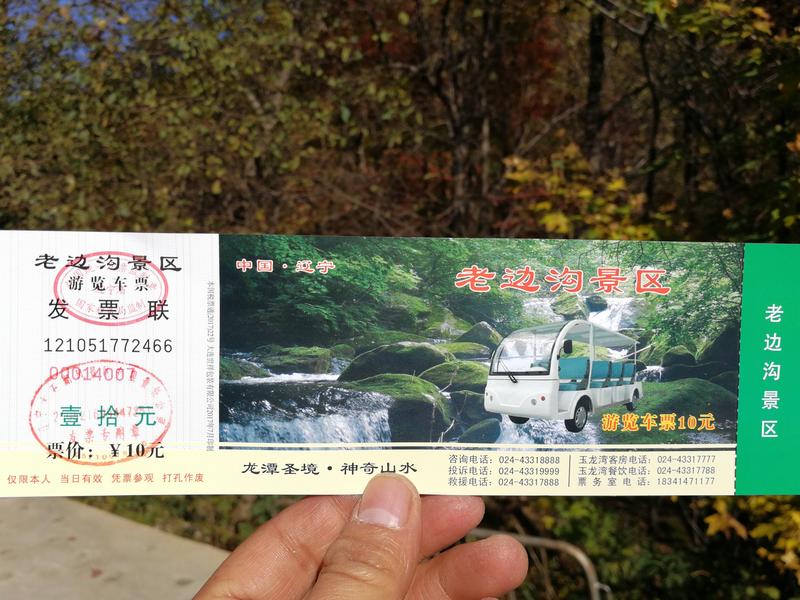 老边沟景区
游览车票
发票联
121051772466
00014007
壹拾元
票价：￥10元
仅限本人 当日有效 凭票参观 打孔作废
中国·辽宁
老边沟景区
游览车票10元
龙潭圣境·神奇山水
咨询电话：024-43318888
投诉电话：024-43319999
救援电话：024-43317888
玉龙湾客房电话：024-43317777
玉龙湾餐饮电话：024-43317788
票务室电话：18341471177
老边沟景区